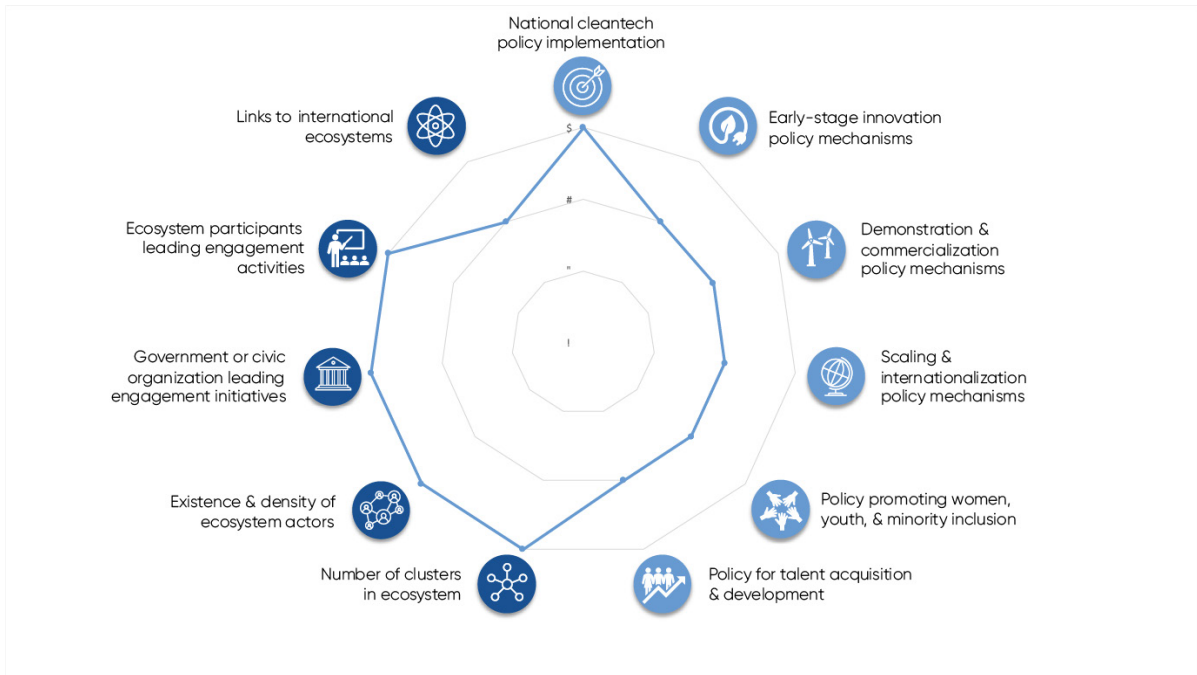 National cleantech
policy implementation
Links to international
ecosystems
Early-stage innovation
policy mechanisms
$
#
"
!
Ecosystem participants
leading engagement
activities
Demonstration &
commercialization
policy mechanisms
Government or civic
organization leading
engagement initiatives
Scaling &
internationalization
policy mechanisms
Existence & density of
ecosystem actors
Policy promoting women,
youth, & minority inclusion
Number of clusters
in ecosystem
Policy for talent acquisition
& development